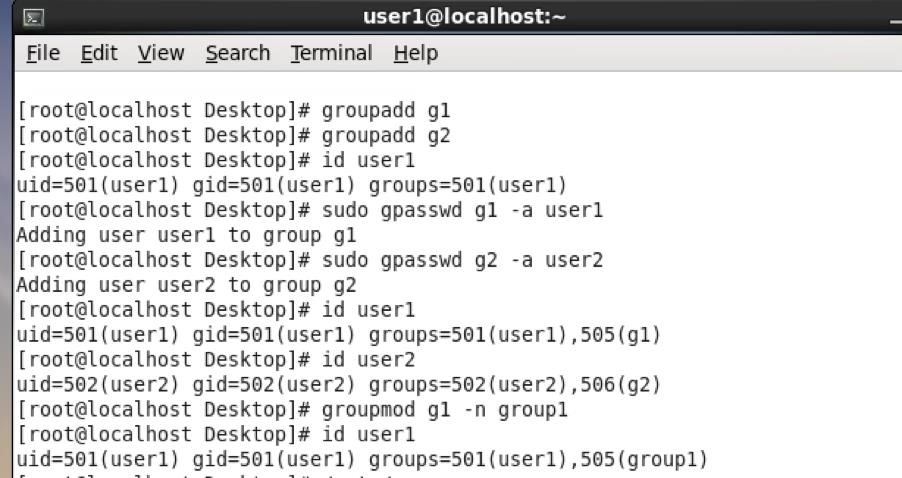 user1@localhost:~
File Edit View Search Terminal Help
[root@localhost Desktop]# groupadd g1
[root@localhost Desktop]# groupadd g2
[root@localhost Desktop]# id user1
uid=501(user1) gid=501(user1) groups=501(user1)
[root@localhost Desktop]# sudo gpasswd g1 -a user1
Adding user user1 to group g1
[root@localhost Desktop]# sudo gpasswd g2 -a user2
Adding user user2 to group g2
[root@localhost Desktop]# id user1
uid=501(user1) gid=501(user1) groups=501(user1),505(g1)
[root@localhost Desktop]# id user2
uid=502(user2) gid=502(user2) groups=502(user2),506(g2)
[root@localhost Desktop]# groupmod g1 -n group1
[root@localhost Desktop]# id user1
uid=501(user1) gid=501(user1) groups=501(user1),505(group1)